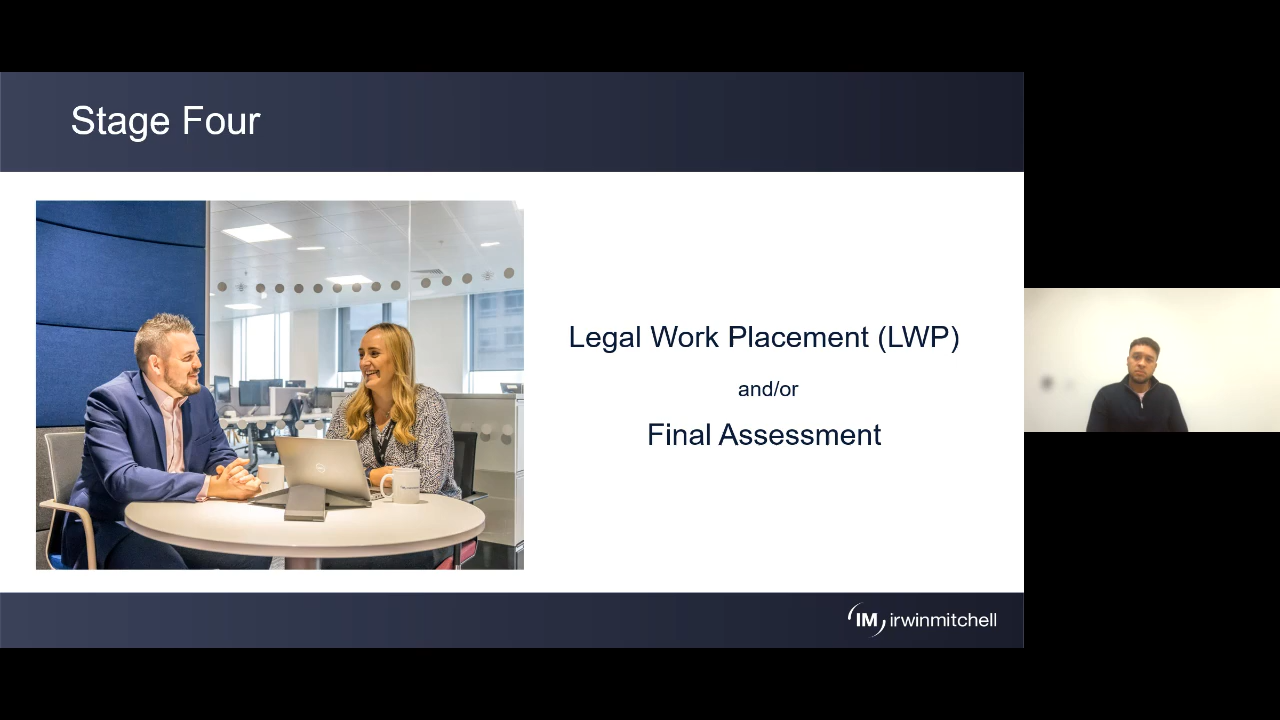 Stage Four
Legal Work Placement (LWP)
and/or
Final Assessment
IM irwinmitchell